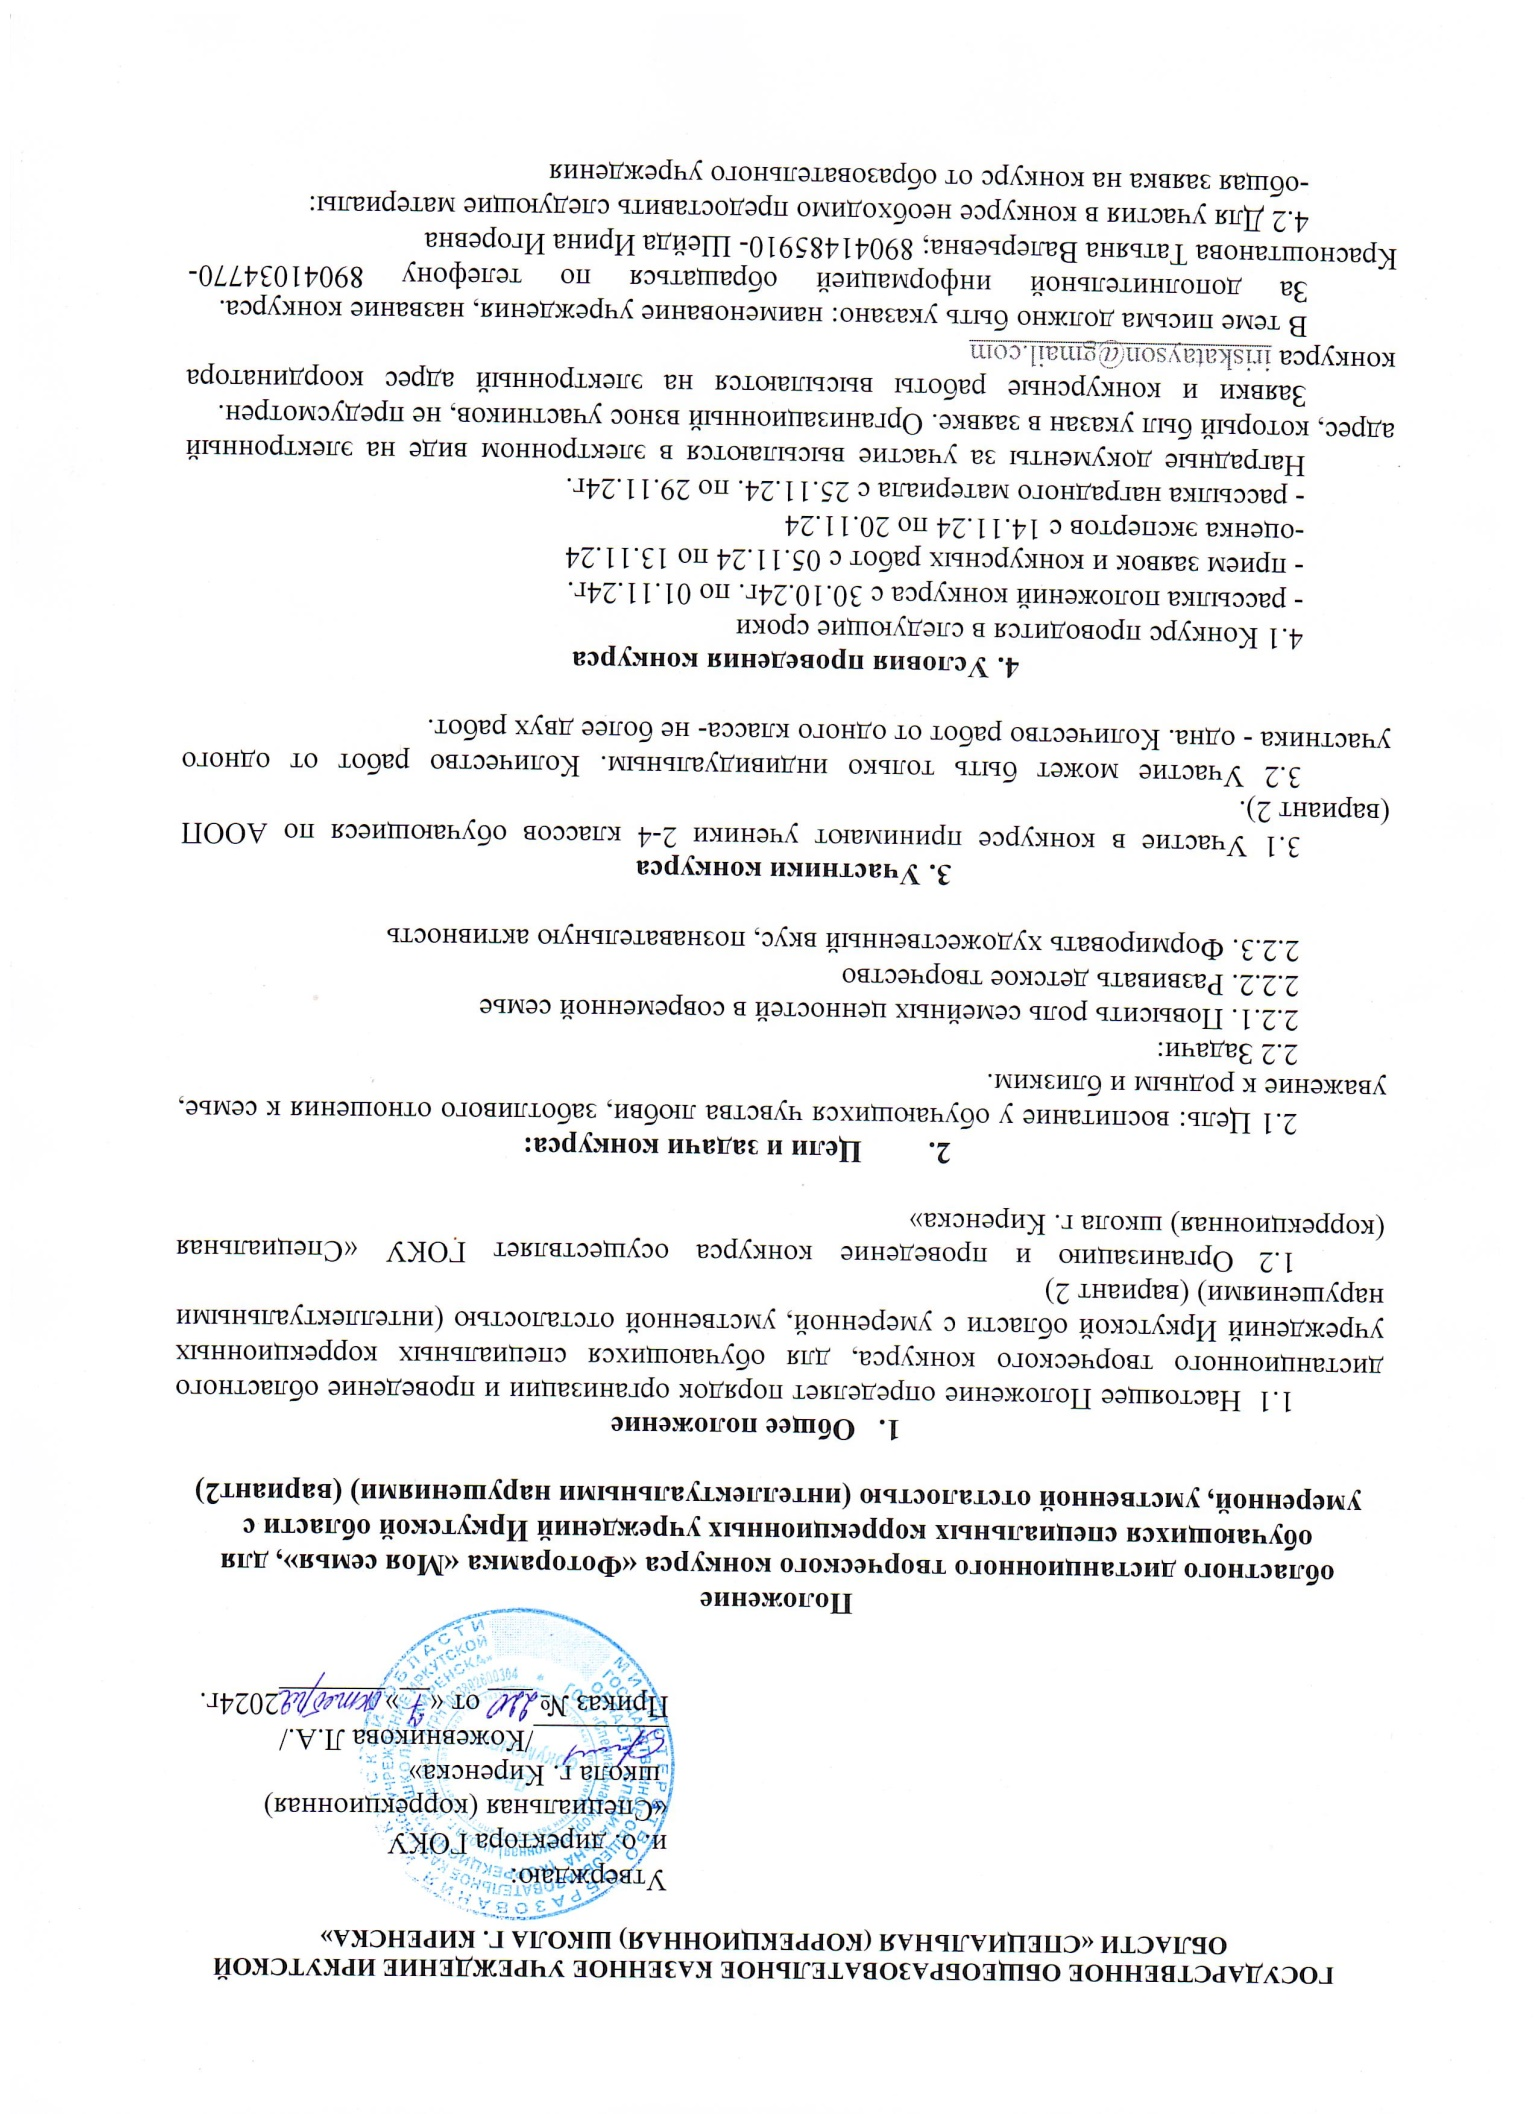 ГОСУДАРСТВЕННОЕ ОБЩЕОБРАЗОВАТЕЛЬНОЕ КАЗЕННОЕ УЧРЕЖДЕНИЕ ИРКУТСКОЙ
ОБЛАСТИ «СПЕЦИАЛЬНАЯ (КОРРЕКЦИОННАЯ) ШКОЛА Г. КИРЕНСКА»
Утверждаю:
и.о. директора ГОКУ
«Специальная (коррекционная)
школа г. Киренска»
/Кожевникова Л.А./
Приказ № от «7» октября 2024г.
Положение
областного дистанционного творческого конкурса «Фоторамка «Моя семья», для
обучающихся специальных коррекционных учреждений Иркутской области с
умеренной, умственной отсталостью (интеллектуальными нарушениями) (вариант2)
1. Общее положение
1.1 Настоящее Положение определяет порядок организации и проведение областного
дистанционного творческого конкурса, для обучающихся специальных коррекционных
учреждений Иркутской области с умеренной, умственной отсталостью (интеллектуальными
нарушениями) (вариант 2)
1.2 Организацию и проведение конкурса осуществляет ГОКУ «Специальная
(коррекционная) школа г. Киренска»
2. Цели и задачи конкурса:
2.1 Цель: воспитание у обучающихся чувства любви, заботливого отношения к семье,
уважение к родным и близким.
2.2 Задачи:
2.2.1. Повысить роль семейных ценностей в современной семье
2.2.2. Развивать детское творчество
2.2.3. Формировать художественный вкус, познавательную активность
3. Участники конкурса
3.1 Участие в конкурсе принимают ученики 2-4 классов обучающиеся по АООП
(вариант 2).
3.2 Участие может быть только индивидуальным. Количество работ от одного
участника - одна. Количество работ от одного класса- не более двух работ.
4. Условия проведения конкурса
4.1 Конкурс проводится в следующие сроки
- рассылка положений конкурса с 30.10.24г. по 01.11.24г.
- прием заявок и конкурсных работ с 05.11.24 по 13.11.24
-оценка экспертов с 14.11.24 по 20.11.24
- рассылка наградного материала с 25.11.24. по 29.11.24г.
Наградные документы за участие высылаются в электронном виде на электронный
адрес, который был указан в заявке. Организационный взнос участников, не предусмотрен.
Заявки и конкурсные работы высылаются на электронный адрес координатора
конкурса iriskatayson@gmail.com
В теме письма должно быть указано: наименование учреждения, название конкурса.
За дополнительной информацией обращаться по телефону 89041034770-
Красноштанова Татьяна Валерьевна; 89041485910- Шейда Ирина Игоревна
4.2 Для участия в конкурсе необходимо предоставить следующие материалы:
-общая заявка на конкурс от образовательного учреждения